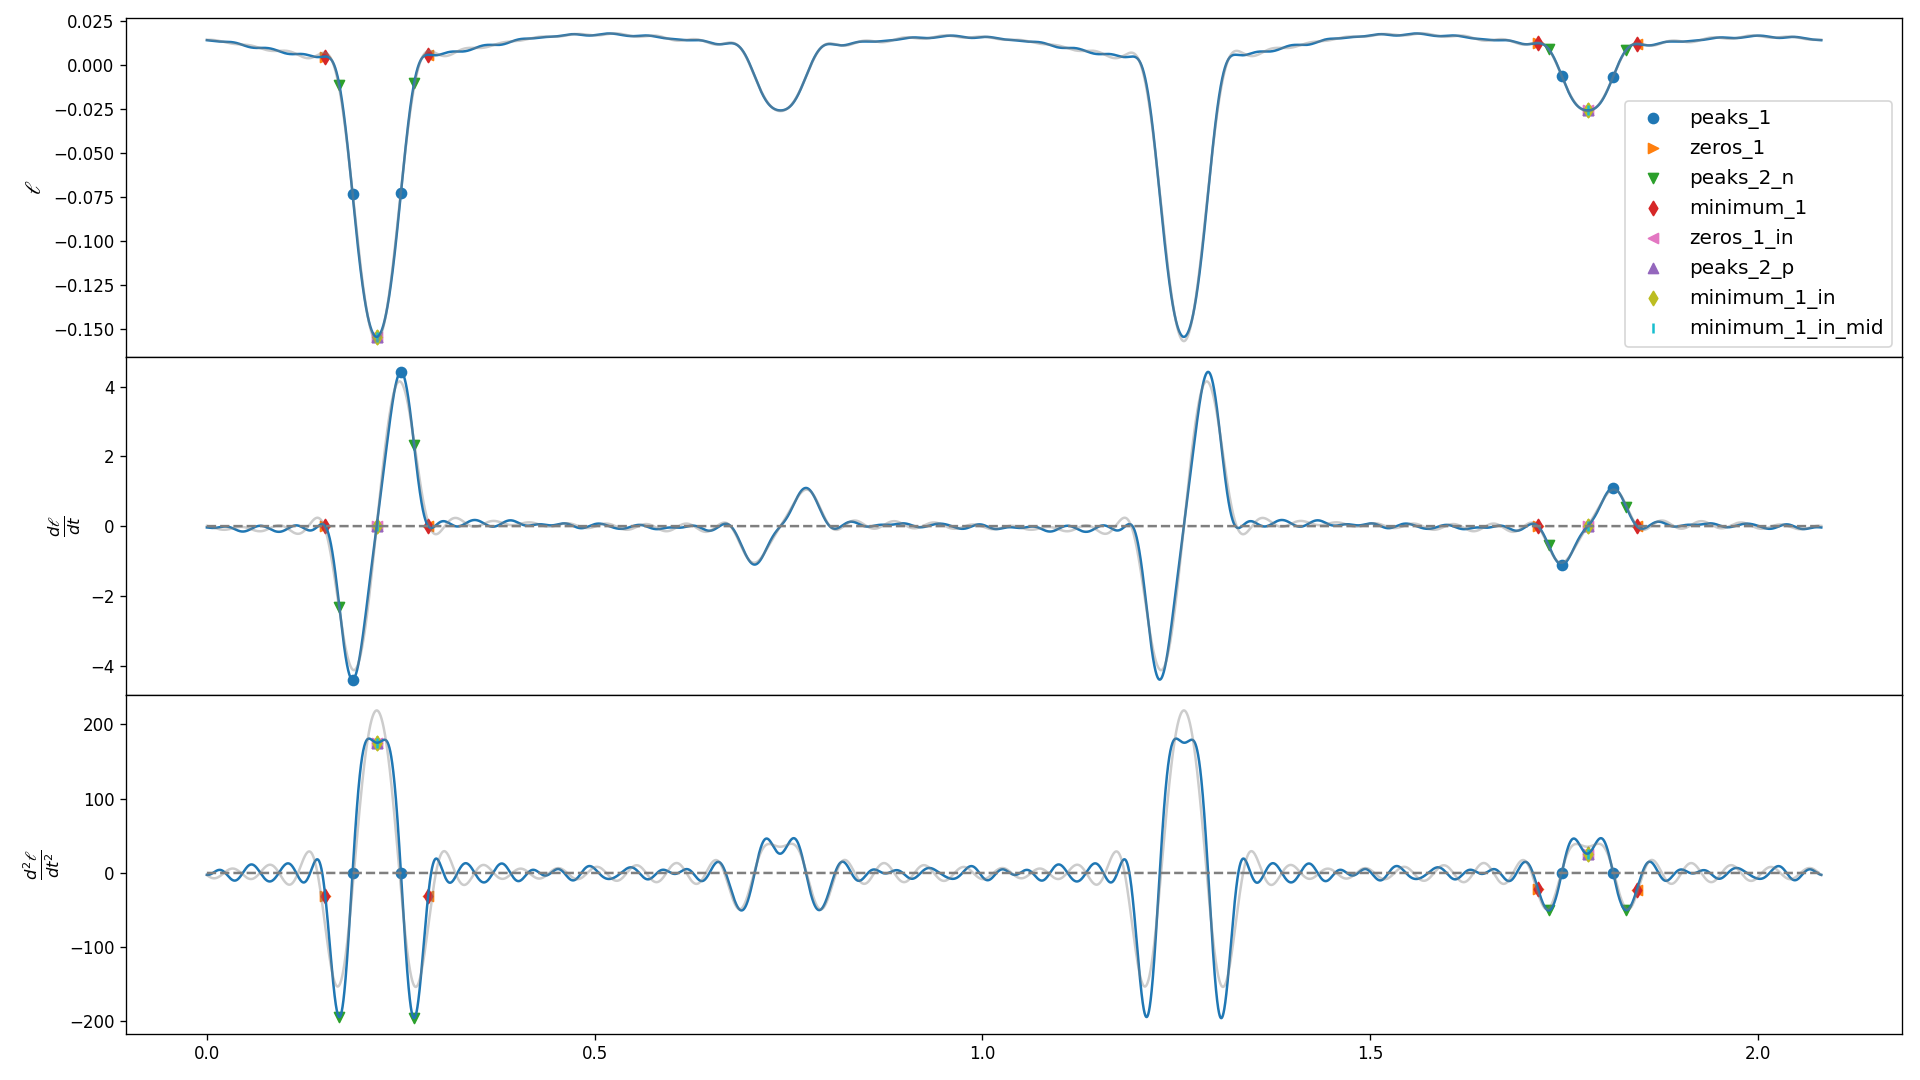 0.025
0.000
−0.025
−0.050
−0.075
−0.100
−0.125
−0.150
ℓ
peaks_1
zeros_1
peaks_2_n
minimum_1
zeros_1_in
peaks_2_p
minimum_1_in
minimum_1_in_mid
4
2
0
−2
−4
dℓ
dt
200
100
0
−100
−200
d²ℓ
dt²
0.0 0.5 1.0 1.5 2.0